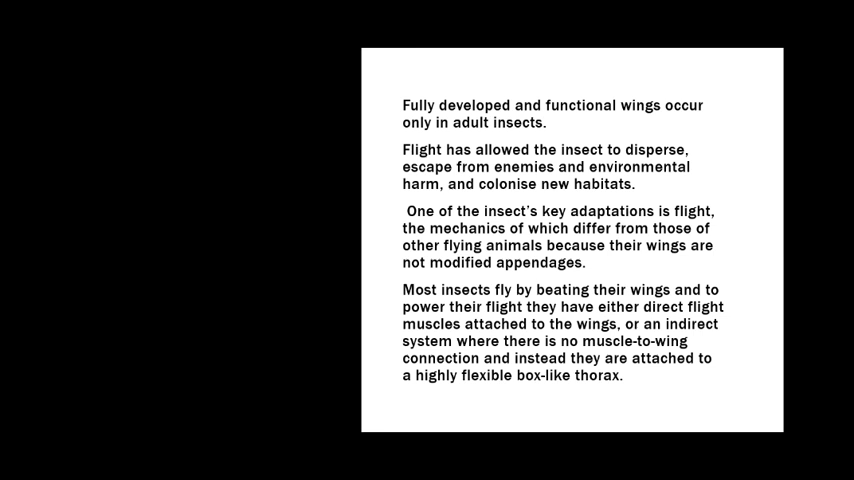 Fully developed and functional wings occur
only in adult insects.
Flight has allowed the insect to disperse,
escape from enemies and environmental
harm, and colonise new habitats.
One of the insect’s key adaptations is flight,
the mechanics of which differ from those of
other flying animals because their wings are
not modified appendages.
Most insects fly by beating their wings and to
power their flight they have either direct flight
muscles attached to the wings, or an indirect
system where there is no muscle-to-wing
connection and instead they are attached to
a highly flexible box-like thorax.